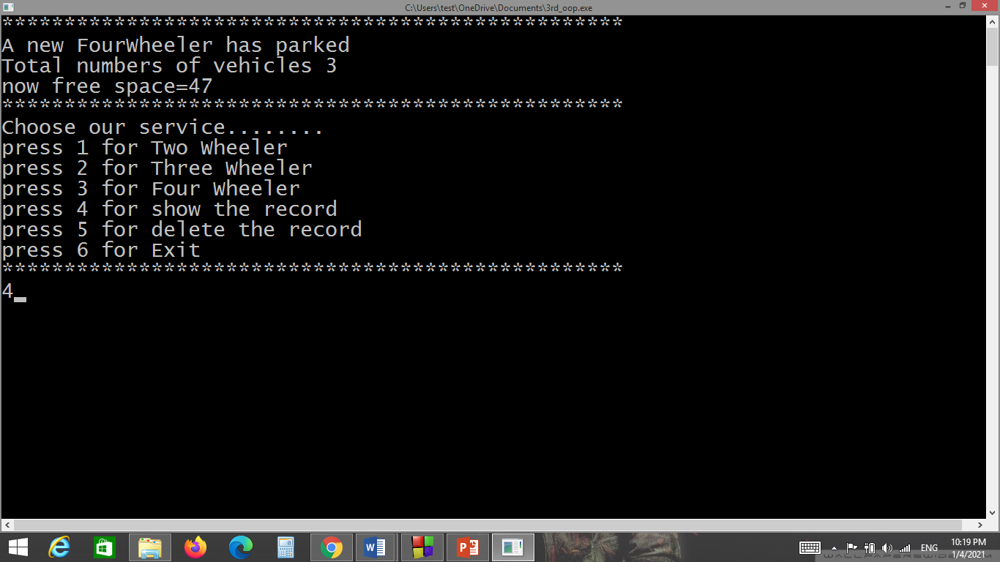 C:\Users\test\OneDrive\Documents\3rd_oop.exe
**************************************************
A new FourWheeler has parked
Total numbers of vehicles 3
now free space=47
**************************************************
Choose our service........
press 1 for Two Wheeler
press 2 for Three Wheeler
press 3 for Four Wheeler
press 4 for show the record
press 5 for delete the record
press 6 for Exit
**************************************************
4_
ENG
10:19 PM
1/4/2021